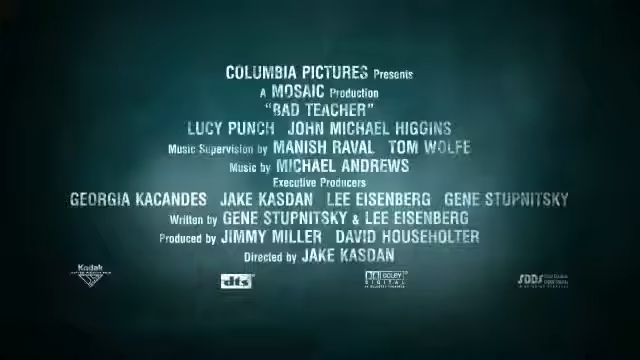 COLUMBIA PICTURES Presents
A MOSAIC Production
"BAD TEACHER"
LUCY PUNCH JOHN MICHAEL HIGGINS
Music Supervision by MANISH RAVAL TOM WOLFE
Music by MICHAEL ANDREWS
Executive Producers
GEORGIA KACANDES JAKE KASDAN LEE EISENBERG GENE STUPNITSKY
Written by GENE STUPNITSKY & LEE EISENBERG
Produced by JIMMY MILLER DAVID HOUSEHOLTER
Directed by JAKE KASDAN
Kodak
dts
DOLBY
DIGITAL
SDDS